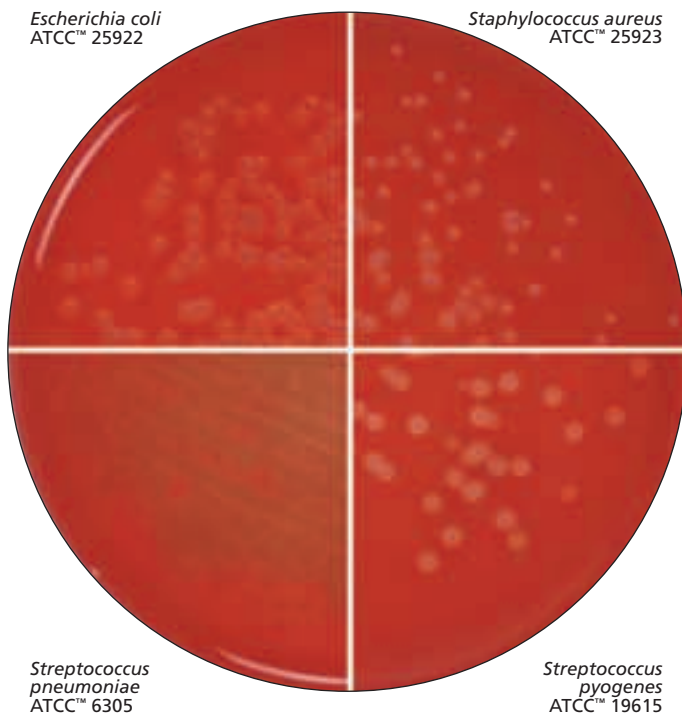 Escherichia coli
ATCC™ 25922
Staphylococcus aureus
ATCC™ 25923
Streptococcus
pneumoniae
ATCC™ 6305
Streptococcus
pyogenes
ATCC™ 19615